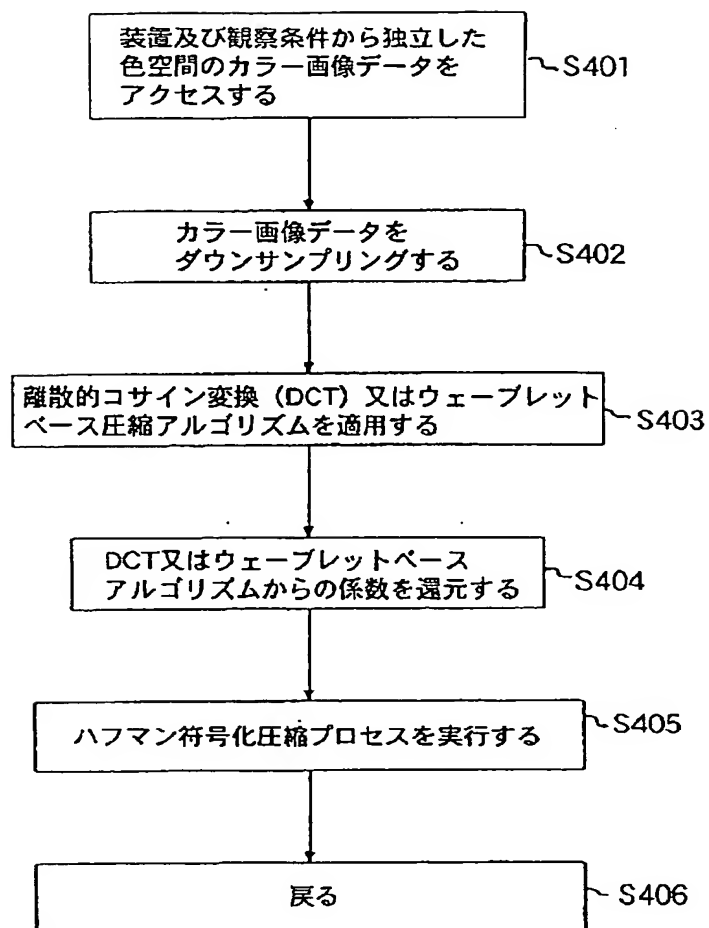 装置及び観察条件から独立した
色空間のカラー画像データを
アクセスする
S401
カラー画像データを
ダウンサンプリングする
S402
離散的コサイン変換（DCT）又はウェーブレット
ベース圧縮アルゴリズムを適用する
S403
DCT又はウェーブレットベース
アルゴリズムからの係数を還元する
S404
ハフマン符号化圧縮プロセスを実行する
S405
戻る
S406